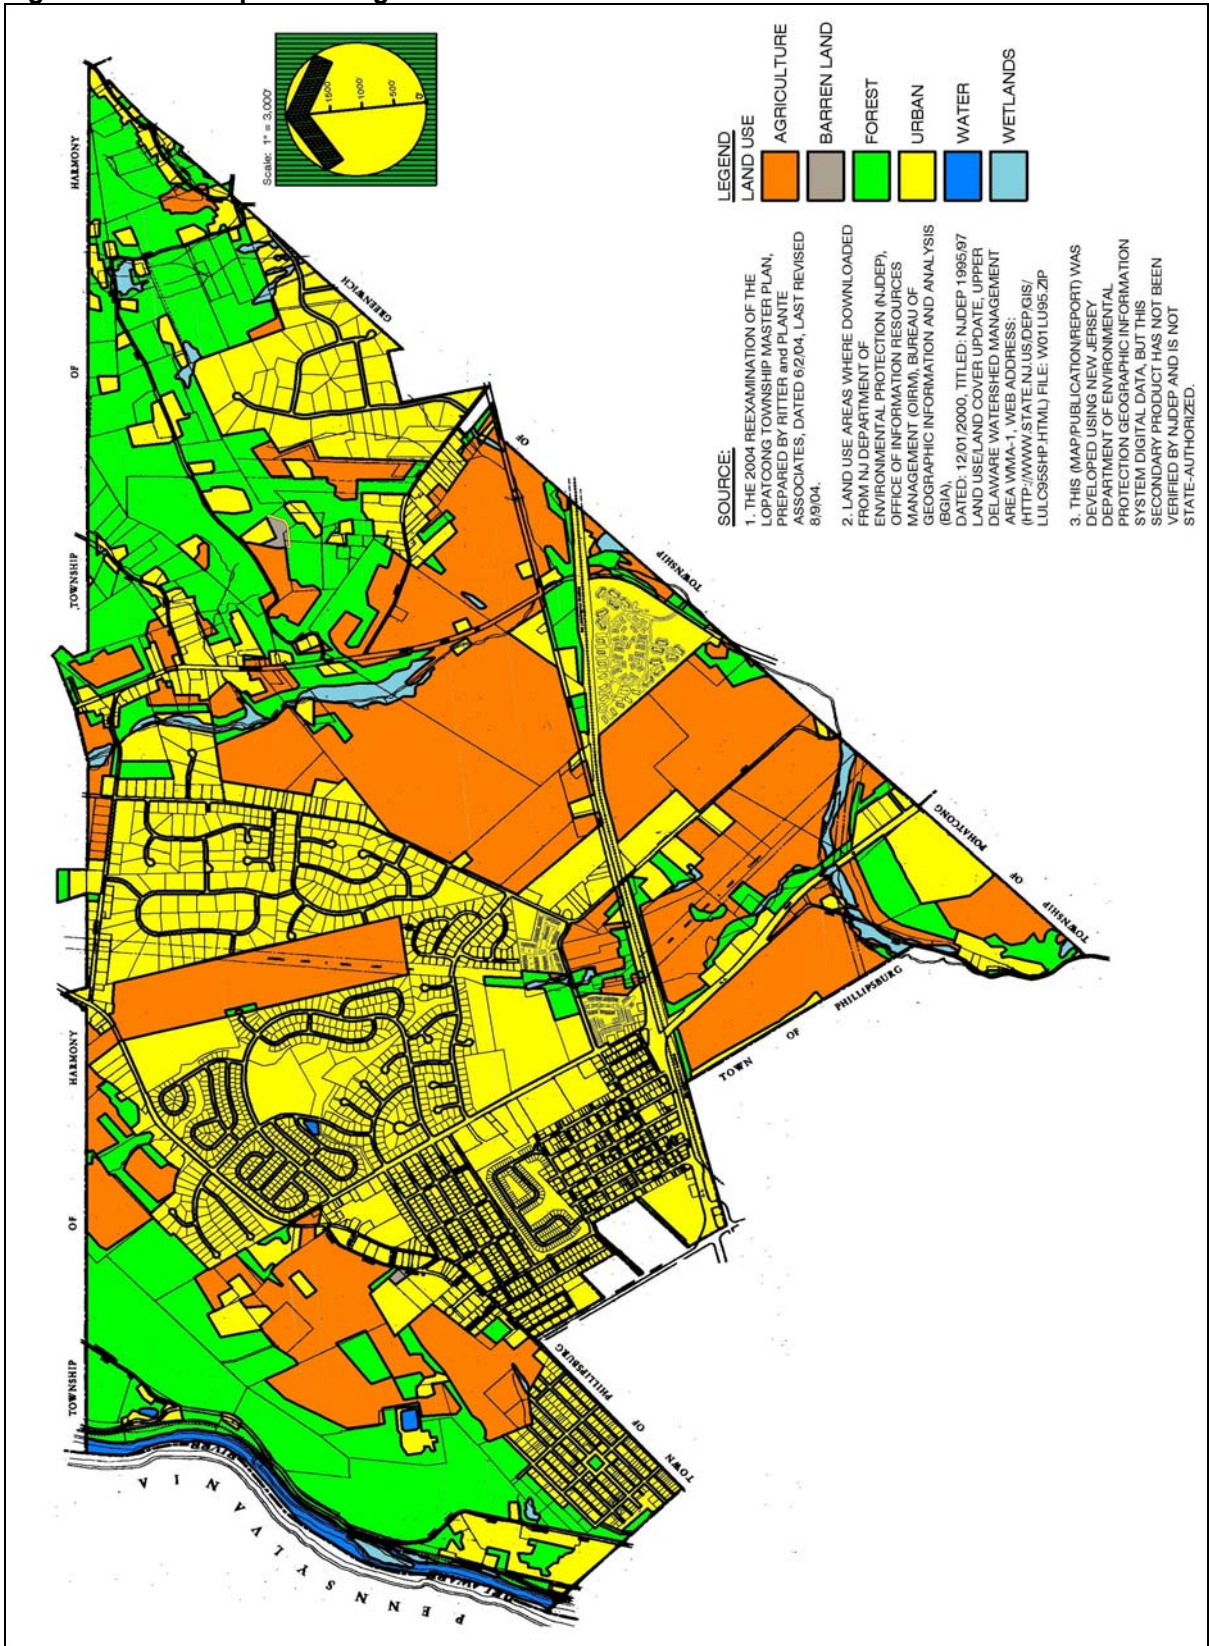 HARMONY
OF
TOWNSHIP
HARMONY
OF
TOWNSHIP
Scale: 1" = 3,000'
1500'
1000'
500'
0'
GREENWICH
OF
TOWNSHIP
POHATCONG
OF
TOWNSHIP
PHILLIPSBURG
OF
TOWN
PHILLIPSBURG
OF
TOWN
RIVER
DELAWARE
PENNSYLVANIA
LEGEND
LAND USE
AGRICULTURE
BARREN LAND
FOREST
URBAN
WATER
WETLANDS
SOURCE:
1. THE 2004 REEXAMINATION OF THE
LOPATCONG TOWNSHIP MASTER PLAN,
PREPARED BY RITTER and PLANTE
ASSOCIATES, DATED 6/2/04, LAST REVISED
8/9/04.
2. LAND USE AREAS WHERE DOWNLOADED
FROM NJ DEPARTMENT OF
ENVIRONMENTAL PROTECTION (NJDEP),
OFFICE OF INFORMATION RESOURCES
MANAGEMENT (OIRM), BUREAU OF
GEOGRAPHIC INFORMATION AND ANALYSIS
(BGIA),
DATED: 12/01/2000, TITLED: NJDEP 1995/97
LAND USE/LAND COVER UPDATE, UPPER
DELAWARE WATERSHED MANAGEMENT
AREA WMA-1, WEB ADDRESS:
(HTTP://WWW.STATE.NJ.US/DEP/GIS/
LULC95SHP.HTML) FILE: W01LU95.ZIP
3. THIS (MAP/PUBLICATION/REPORT) WAS
DEVELOPED USING NEW JERSEY
DEPARTMENT OF ENVIRONMENTAL
PROTECTION GEOGRAPHIC INFORMATION
SYSTEM DIGITAL DATA, BUT THIS
SECONDARY PRODUCT HAS NOT BEEN
VERIFIED BY NJDEP AND IS NOT
STATE-AUTHORIZED.